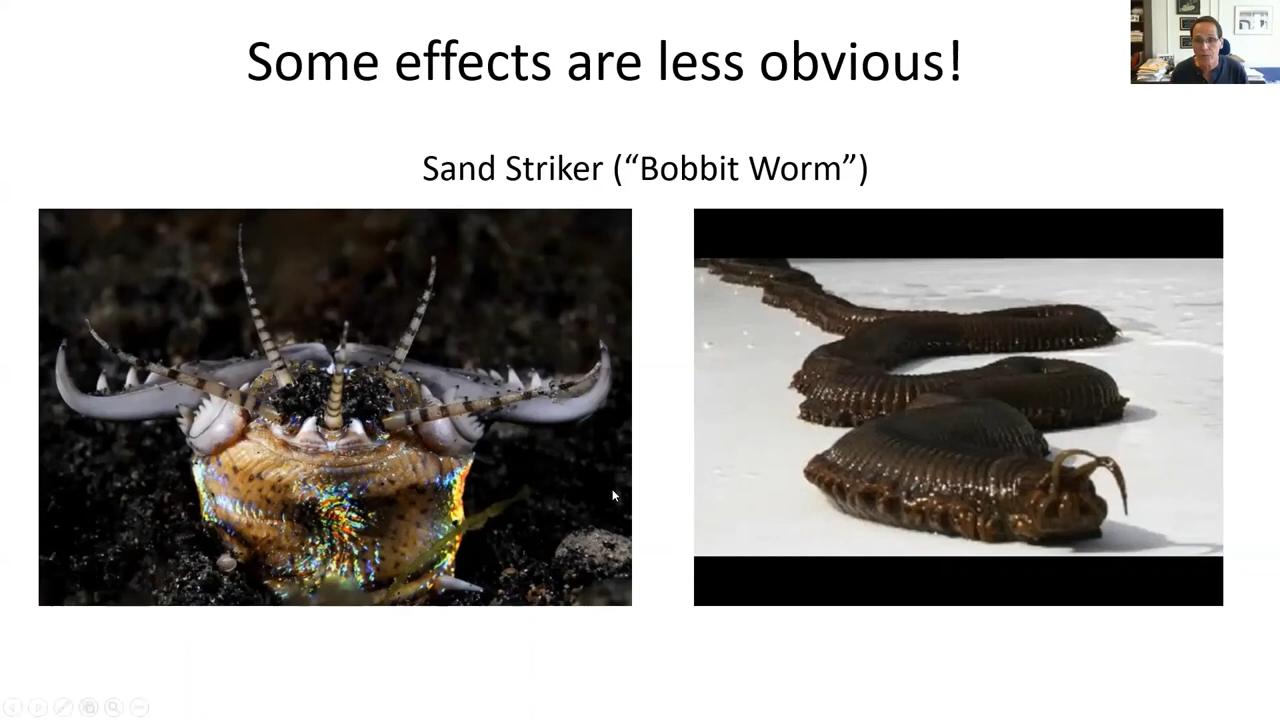 Some effects are less obvious!
Sand Striker (“Bobbit Worm”)